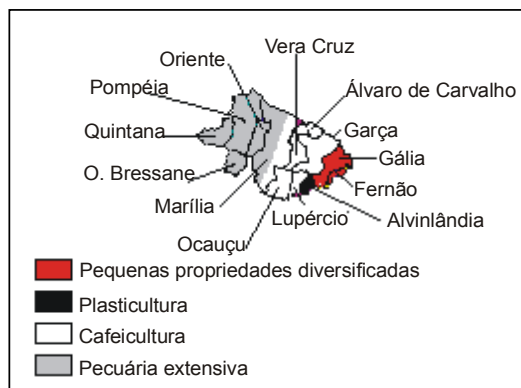 Vera Cruz
Oriente
Álvaro de Carvalho
Pompéia
Garça
Quintana
Gália
O. Bressane
Fernão
Marília
Lupércio
Alvinlândia
Ocauçu
Pequenas propriedades diversificadas
Plasticultura
Cafeicultura
Pecuária extensiva